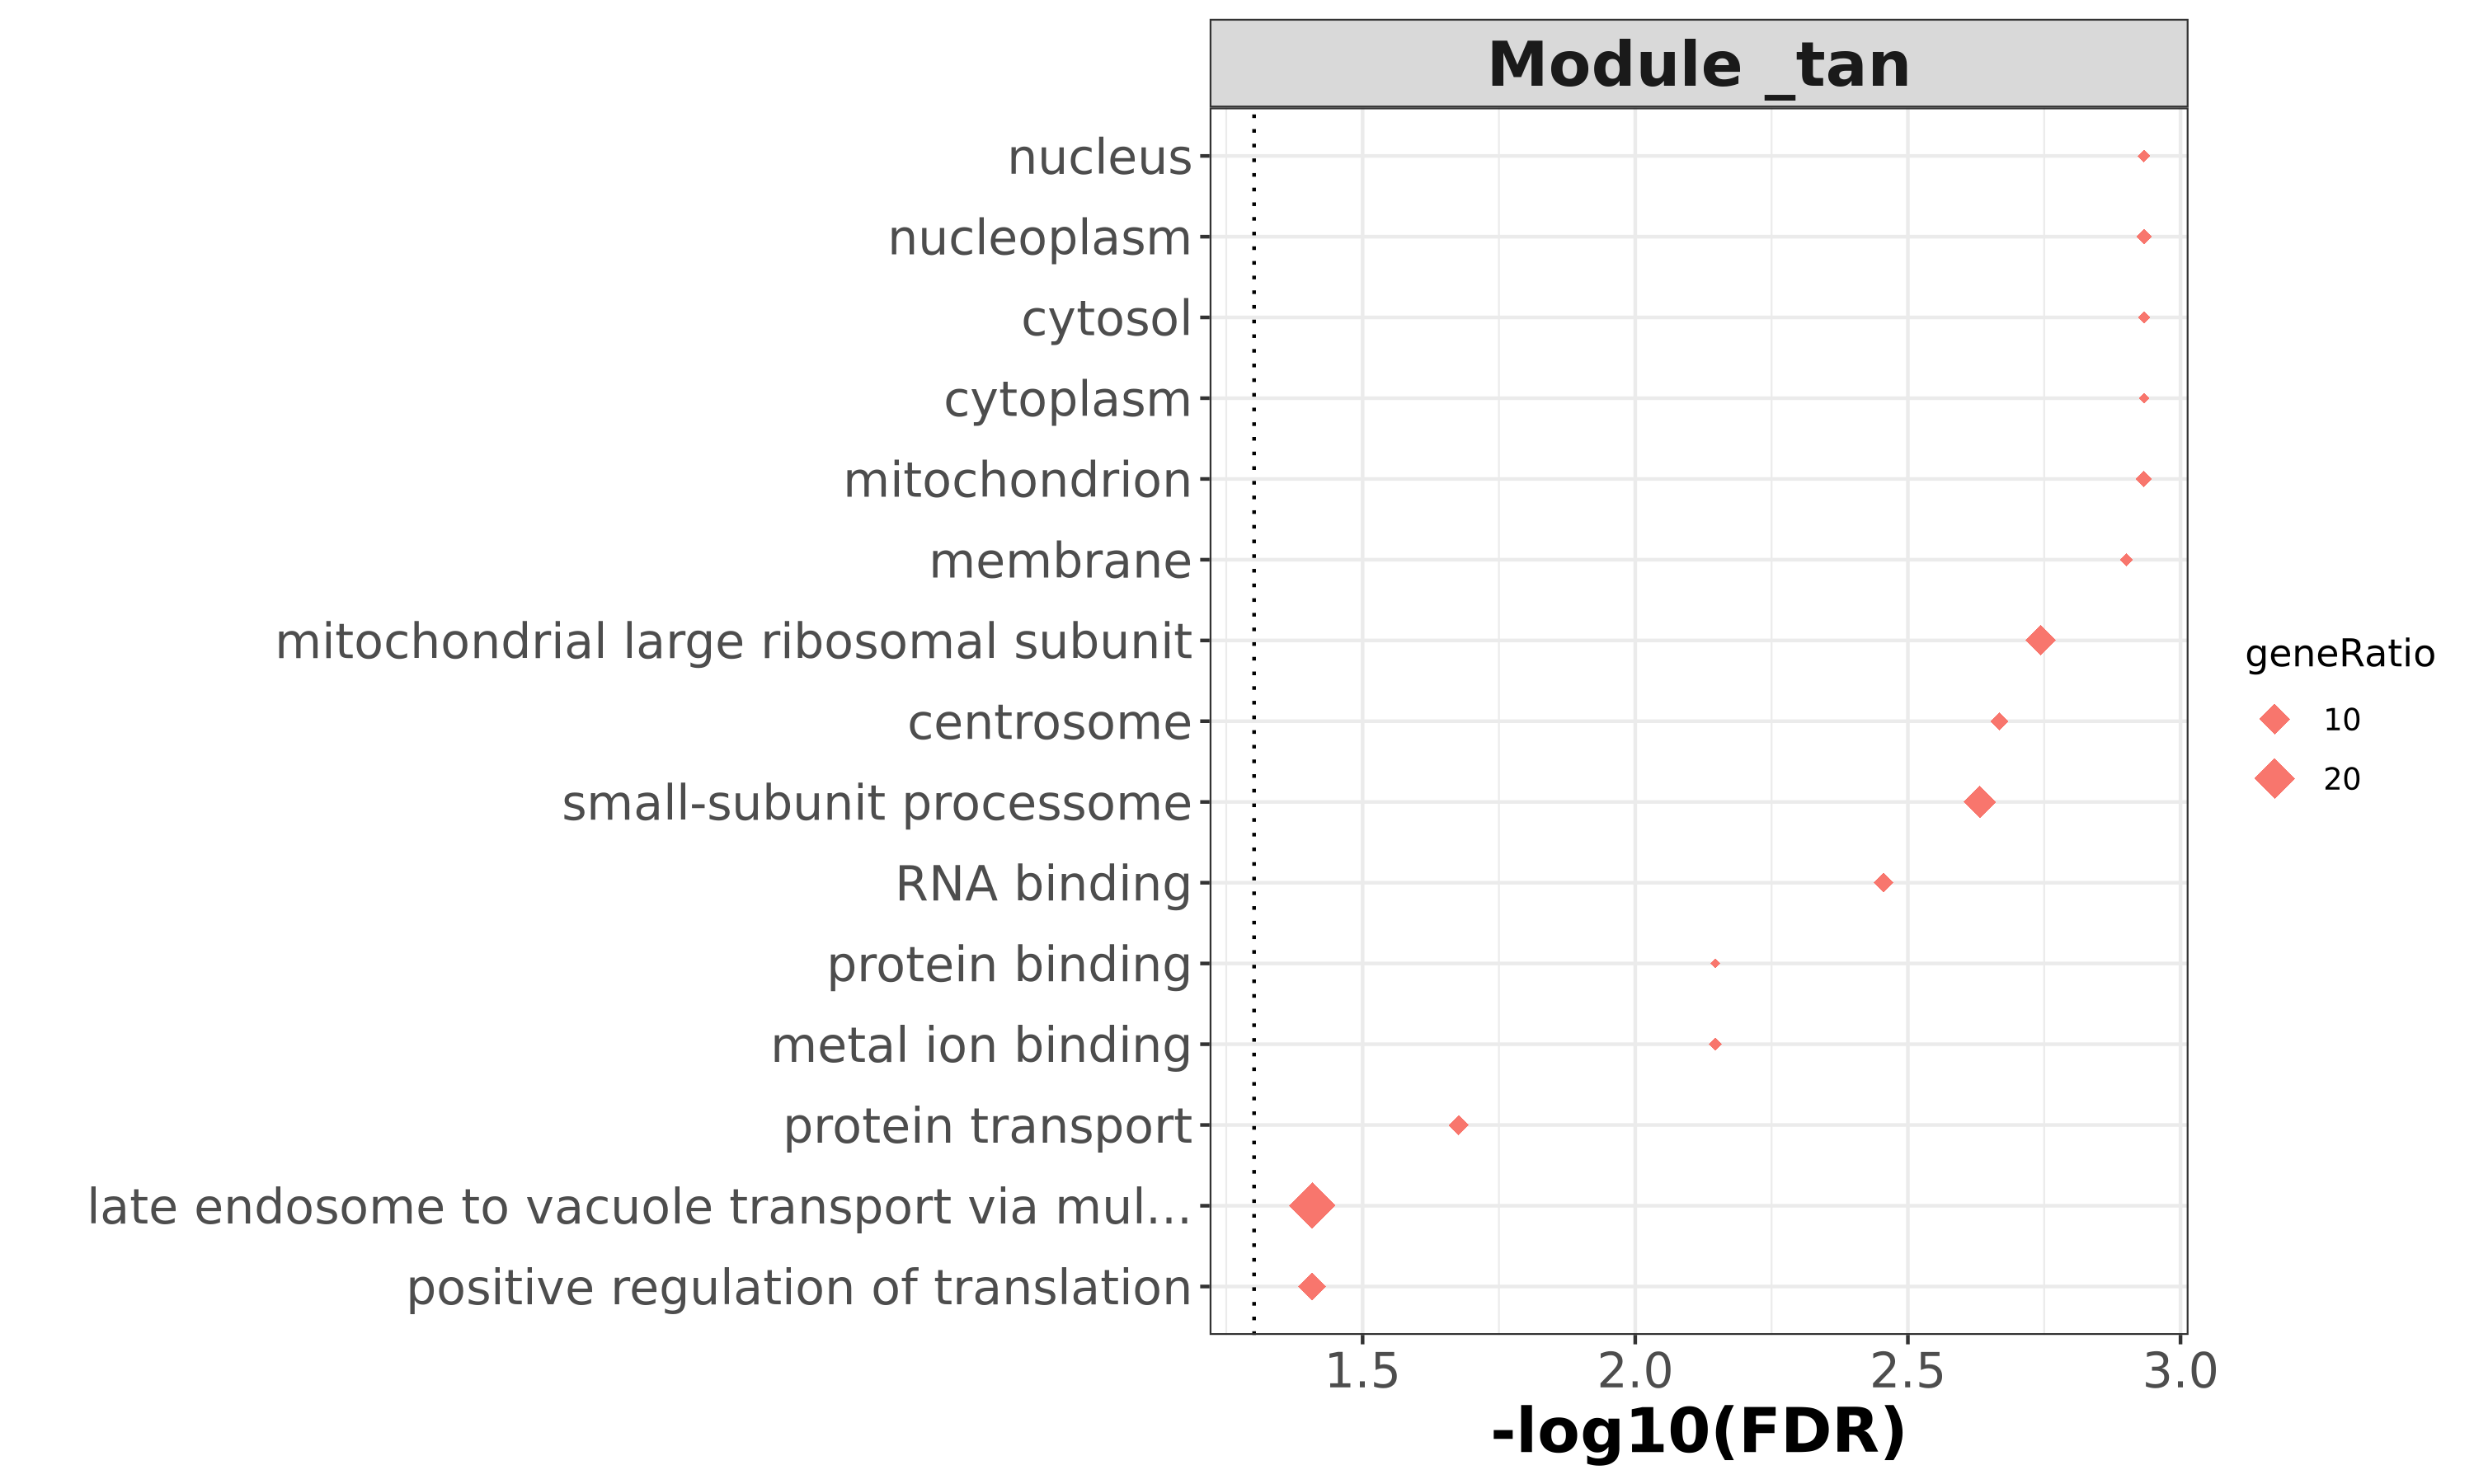 Module _tan
nucleus
nucleoplasm
cytosol
cytoplasm
mitochondrion
membrane
mitochondrial large ribosomal subunit
centrosome
small-subunit processome
RNA binding
protein binding
metal ion binding
protein transport
late endosome to vacuole transport via mul...
positive regulation of translation
1.5 2.0 2.5 3.0
-log10(FDR)
geneRatio
10
20